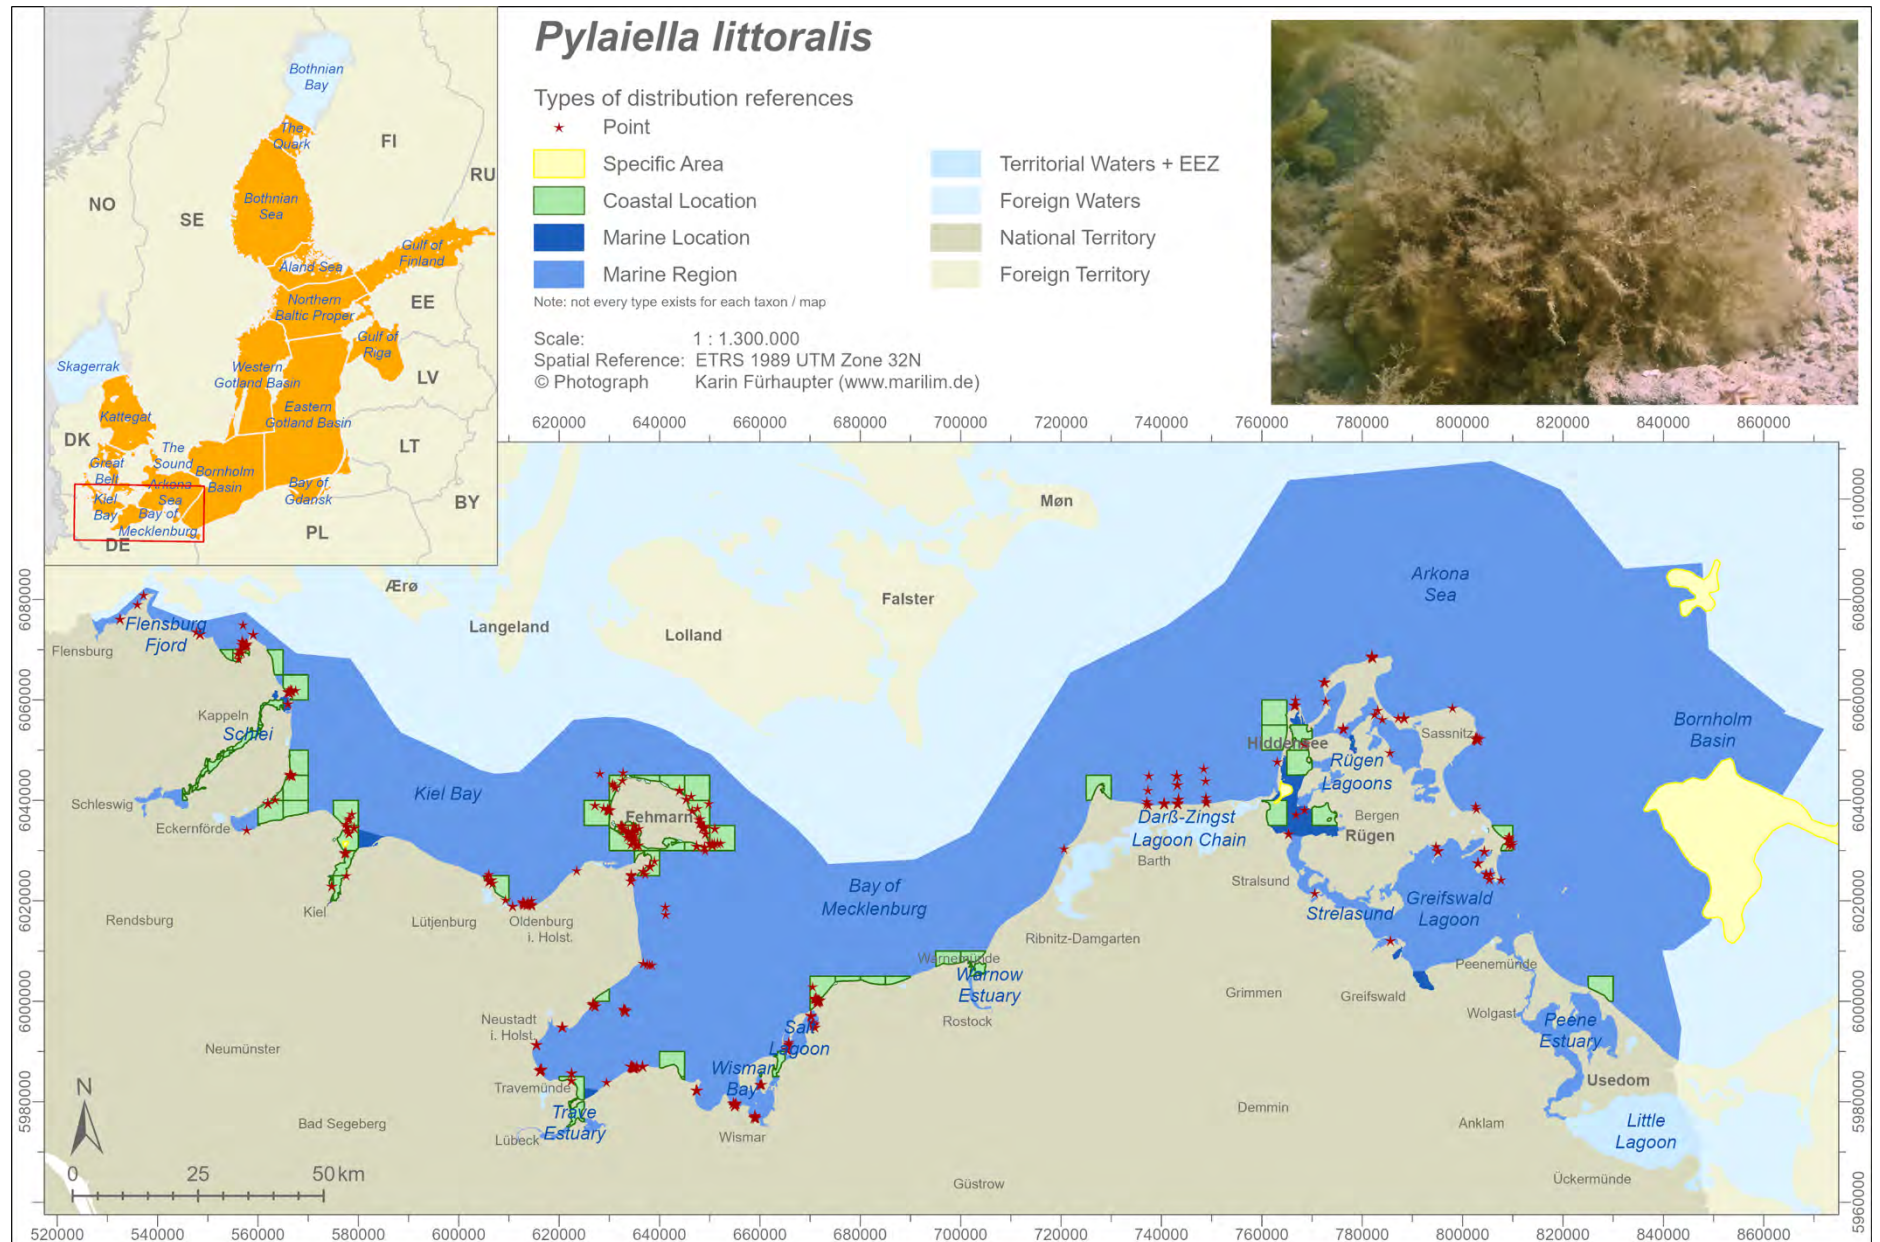 Pylaiella littoralis
Types of distribution references
Point
Specific Area
Coastal Location
Marine Location
Marine Region
Territorial Waters + EEZ
Foreign Waters
National Territory
Foreign Territory
Note: not every type exists for each taxon / map
Scale: 1 : 1.300.000
Spatial Reference: ETRS 1989 UTM Zone 32N
© Photograph Karin Fürhaupter (www.marilim.de)
Bothnian
Bay
The
Quark
FI
RU
NO
SE
Bothnian
Sea
Gulf of
Finland
Åland Sea
EE
Northern
Baltic Proper
Gulf of
Riga
Skagerrak
Western
Gotland Basin
LV
Kattegat
Eastern
Gotland Basin
DK
The
Sound
LT
Great
Belt
Bornholm
Basin
Arkona
Sea
Bay of
Gdansk
BY
Kiel
Bay
Bay of
Mecklenburg
PL
DE
620000 640000 660000 680000 700000 720000 740000 760000 780000 800000 820000 840000 860000
6100000
6080000
6060000
6040000
6020000
6000000
5980000
5960000
6080000
6060000
6040000
6020000
6000000
5980000
Ærø
Langeland
Lolland
Falster
Møn
Arkona
Sea
Flensburg
Fjord
Flensburg
Kappeln
Schlei
Schleswig
Eckernförde
Kiel Bay
Fehmarn
Hiddensee
Sassnitz
Rügen
Lagoons
Bornholm
Basin
Bergen
Rügen
Darß-Zingst
Lagoon Chain
Barth
Stralsund
Strelasund
Greifswald
Lagoon
Rendsburg
Kiel
Lütjenburg
Oldenburg
i. Holst.
Bay of
Mecklenburg
Ribnitz-Damgarten
Warnemünde
Warnow
Estuary
Rostock
Grimmen
Greifswald
Peenemünde
Wolgast
Peene
Estuary
Usedom
Neumünster
Neustadt
i. Holst.
Salt
Lagoon
Wismar
Bay
Travemünde
Trave
Estuary
Lübeck
Wismar
Bad Segeberg
Demmin
Anklam
Little
Lagoon
Güstrow
Ückermünde
N
0 25 50 km
520000 540000 560000 580000 600000 620000 640000 660000 680000 700000 720000 740000 760000 780000 800000 820000 840000 860000